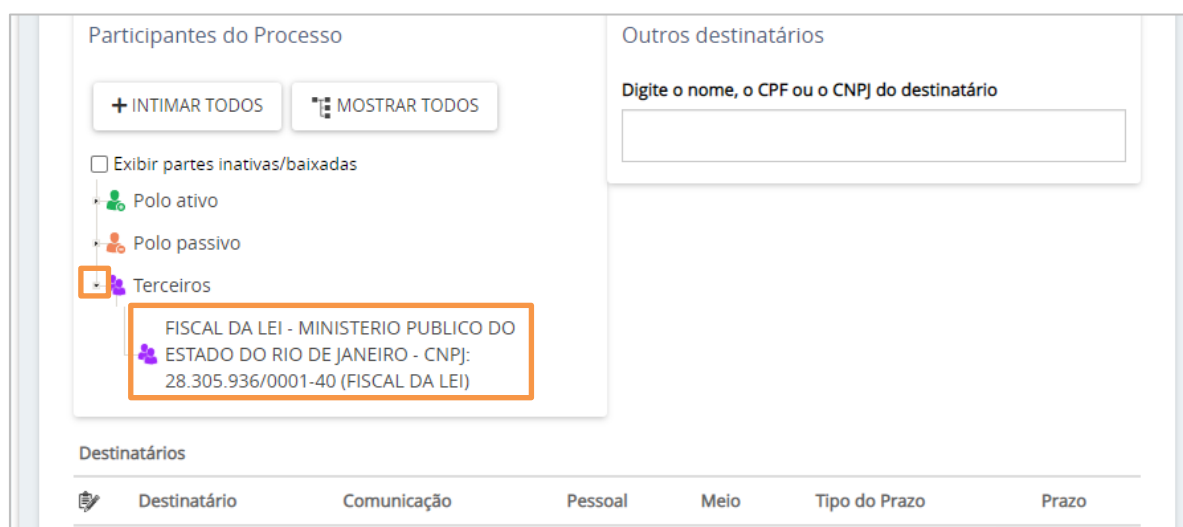 Participantes do Processo
Outros destinatários
INTIMAR TODOS
MOSTRAR TODOS
Digite o nome, o CPF ou o CNPJ do destinatário
Exibir partes inativas/baixadas
Polo ativo
Polo passivo
Terceiros
FISCAL DA LEI - MINISTERIO PUBLICO DO
ESTADO DO RIO DE JANEIRO - CNPJ:
28.305.936/0001-40 (FISCAL DA LEI)
Destinatários
Destinatário Comunicação Pessoal Meio Tipo do Prazo Prazo